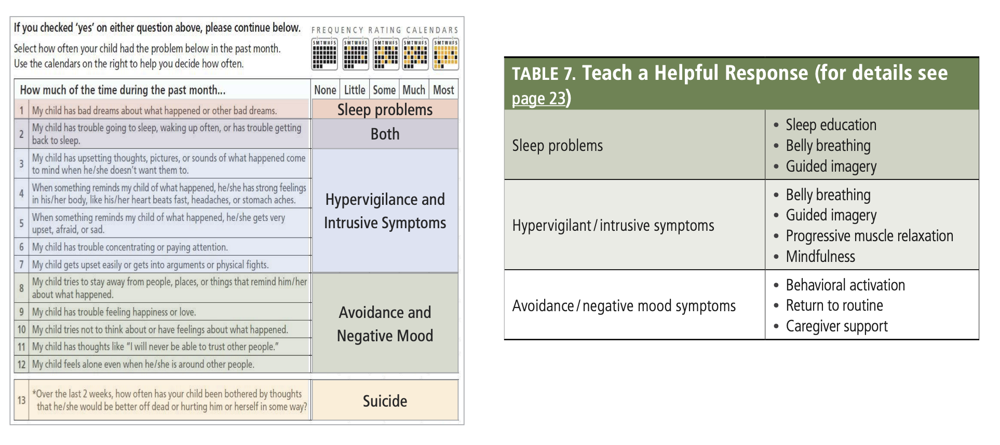 If you checked ‘yes’ on either question above, please continue below.
Select how often your child had the problem below in the past month.
Use the calendars on the right to help you decide how often.
FREQUENCY RATING CALENDARS
SMTWHFS SMTWHFS SMTWHFS SMTWHFS SMTWHFS
How much of the time during the past month... None Little Some Much Most
1 My child has bad dreams about what happened or other bad dreams.
Sleep problems
2 My child has trouble going to sleep, waking up often, or has trouble getting
back to sleep.
Both
3 My child has upsetting thoughts, pictures, or sounds of what happened come
to mind when he/she doesn’t want them to.
4 When something reminds my child of what happened, he/she has strong feelings
in his/her body, like his/her heart beats fast, headaches, or stomach aches.
5 When something reminds my child of what happened, he/she gets very
upset, afraid, or sad.
6 My child has trouble concentrating or paying attention.
7 My child gets upset easily or gets into arguments or physical fights.
Hypervigilance and
Intrusive Symptoms
8 My child tries to stay away from people, places, or things that remind him/her
about what happened.
9 My child has trouble feeling happiness or love.
10 My child tries not to think about or have feelings about what happened.
11 My child has thoughts like “I will never be able to trust other people.”
12 My child feels alone even when he/she is around other people.
Avoidance and
Negative Mood
13 *Over the last 2 weeks, how often has your child been bothered by thoughts
that he/she would be better off dead or hurting him or herself in some way?
Suicide
TABLE 7. Teach a Helpful Response (for details see
page 23)
Sleep problems
• Sleep education
• Belly breathing
• Guided imagery
Hypervigilant / intrusive symptoms
• Belly breathing
• Guided imagery
• Progressive muscle relaxation
• Mindfulness
Avoidance / negative mood symptoms
• Behavioral activation
• Return to routine
• Caregiver support